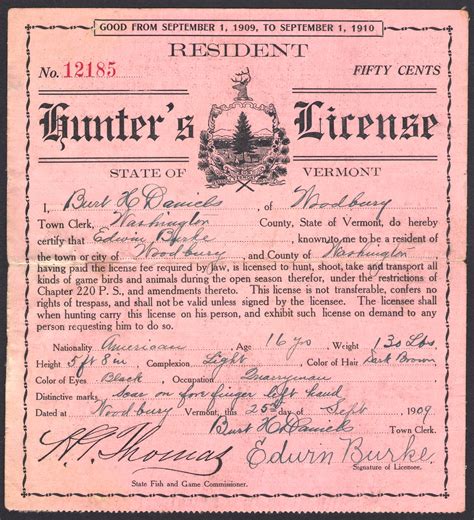 GOOD FROM SEPTEMBER 1, 1909, TO SEPTEMBER 1, 1910
RESIDENT
No. 12185 FIFTY CENTS
Hunter's License
STATE OF VERMONT
I, Burt H Daniels of Woodbury
Town Clerk, Washington County, State of Vermont, do hereby
certify that Edwin Burke, known to me to be a resident of
the town or city of Woodbury, and County of Washington,
having paid the license fee required by law, is licensed to hunt, shoot, take and transport all
kinds of game birds and animals during the open season therefor, under the restrictions of
Chapter 220 P. S., and amendments thereto. This license is not transferable, confers no
rights of trespass, and shall not be valid unless signed by the licensee. The licensee shall
when hunting carry this license on his person, and exhibit such license on demand to any
person requesting him to do so.
Nationality American Age 16 yo Weight 130 Lbs.
Height 5 ft 8 in, Complexion Light Color of Hair Dark Brown
Color of Eyes Black, Occupation Quarryman
Distinctive marks Scar on fore finger left hand
Dated at Woodbury Vermont, this 25th day of Sept, 1909
Burt H Daniels Town Clerk.
H. G. Thomas Edwin Burke
Signature of Licensee.
State Fish and Game Commissioner.